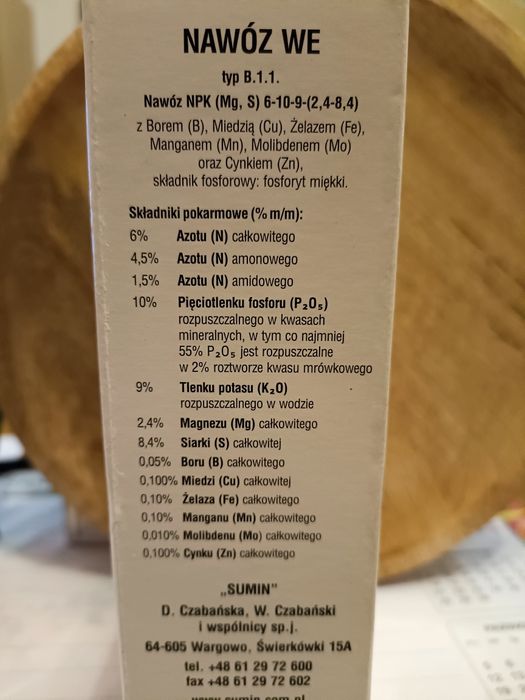 NAWÓZ WE
typ B.1.1.
Nawóz NPK (Mg, S) 6-10-9-(2,4-8,4)
z Borem (B), Miedzią (Cu), Żelazem (Fe),
Manganem (Mn), Molibdenem (Mo)
oraz Cynkiem (Zn),
składnik fosforowy: fosforyt miękki.
Składniki pokarmowe (% m/m):
6% Azotu (N) całkowitego
4,5% Azotu (N) amonowego
1,5% Azotu (N) amidowego
10% Pięciotlenku fosforu (P₂O₅)
rozpuszczalnego w kwasach
mineralnych, w tym co najmniej
55% P₂O₅ jest rozpuszczalne
w 2% roztworze kwasu mrówkowego
9% Tlenku potasu (K₂O)
rozpuszczalnego w wodzie
2,4% Magnezu (Mg) całkowitego
8,4% Siarki (S) całkowitej
0,05% Boru (B) całkowitego
0,100% Miedzi (Cu) całkowitej
0,10% Żelaza (Fe) całkowitego
0,10% Manganu (Mn) całkowitego
0,010% Molibdenu (Mo) całkowitego
0,100% Cynku (Zn) całkowitego
„SUMIN"
D. Czabańska, W. Czabański
i wspólnicy sp.j.
64-605 Wargowo, Świerkówki 15A
tel. +48 61 29 72 600
fax +48 61 29 72 602
www.sumin.com.pl